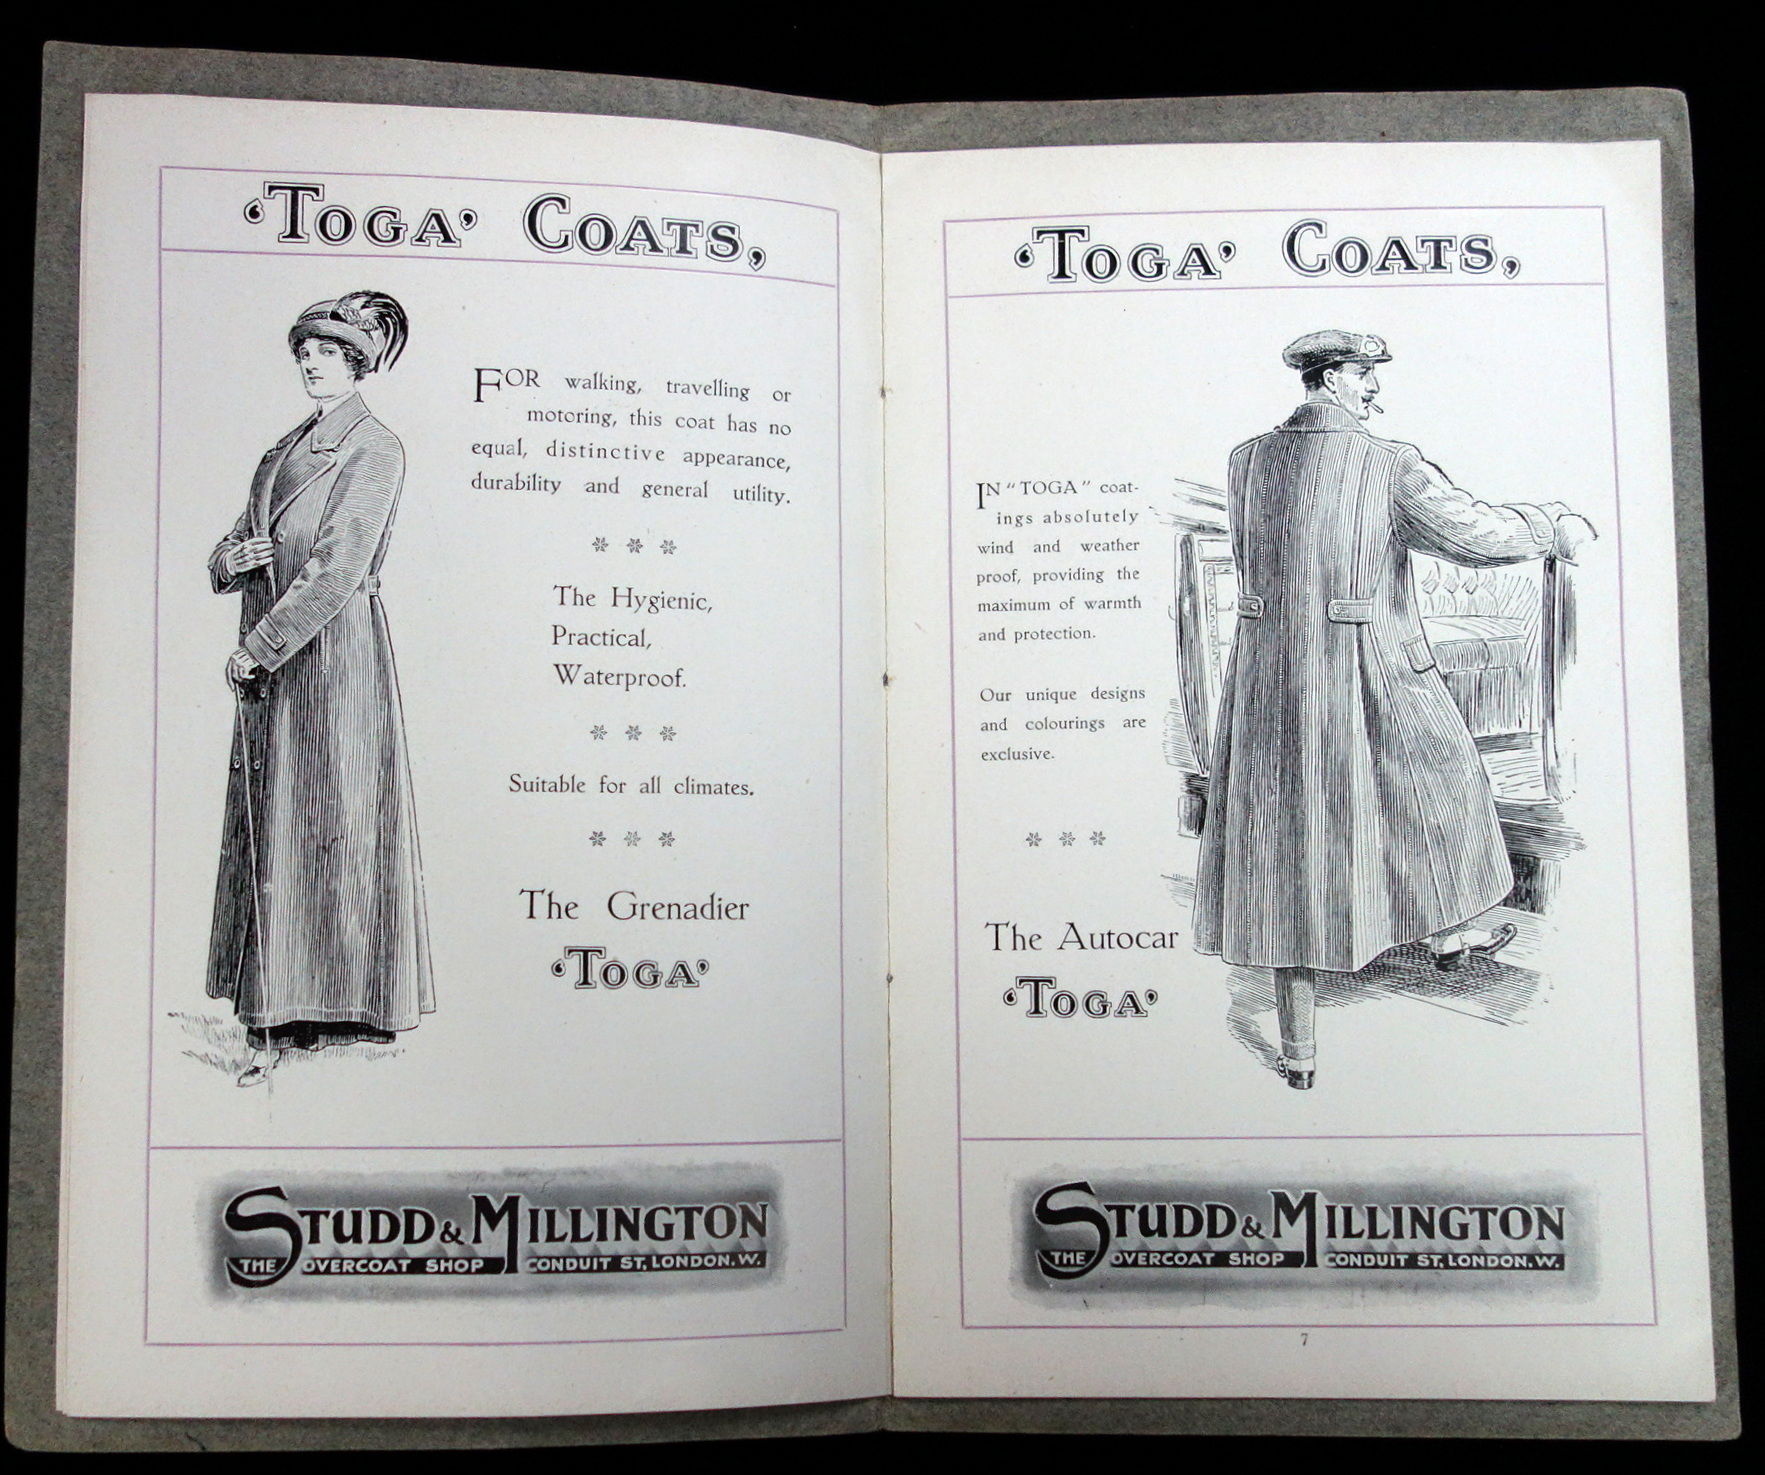 ‘TOGA’ COATS,
FOR walking, travelling or
motoring, this coat has no
equal, distinctive appearance,
durability and general utility.
The Hygienic,
Practical,
Waterproof.
Suitable for all climates.
The Grenadier
‘TOGA’
STUDD & MILLINGTON
THE OVERCOAT SHOP CONDUIT ST, LONDON. W.
‘TOGA’ COATS,
IN “TOGA” coat-
ings absolutely
wind and weather
proof, providing the
maximum of warmth
and protection.
Our unique designs
and colourings are
exclusive.
The Autocar
‘TOGA’
STUDD & MILLINGTON
THE OVERCOAT SHOP CONDUIT ST, LONDON. W.
7